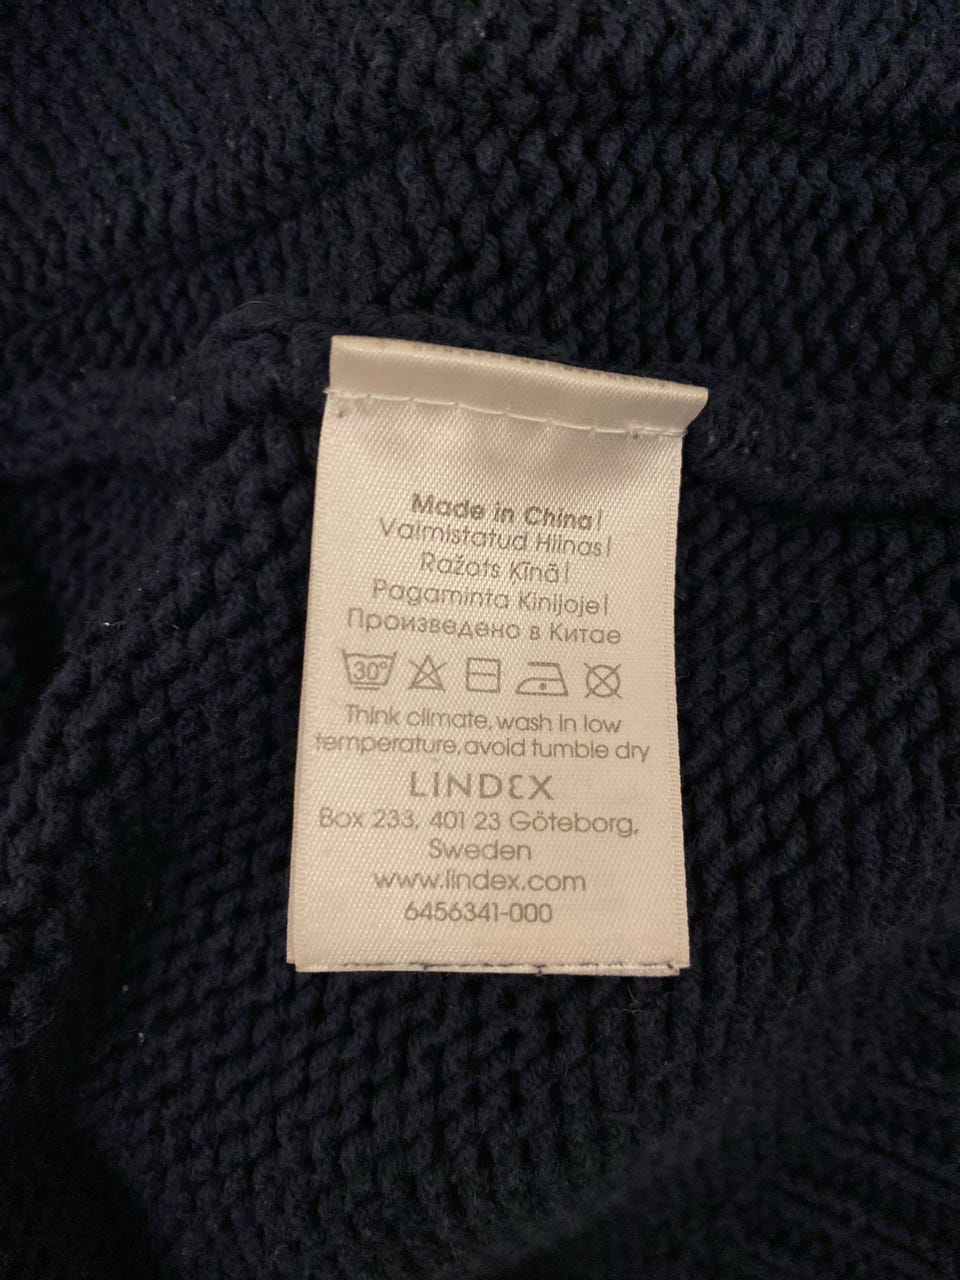 Made in China|
Valmistatud Hiinas|
Ražots Ķīnā|
Pagaminta Kinijoje|
Произведено в Китае
30°
Think climate, wash in low
temperature, avoid tumble dry
LINDEX
Box 233, 401 23 Göteborg,
Sweden
www.lindex.com
6456341-000